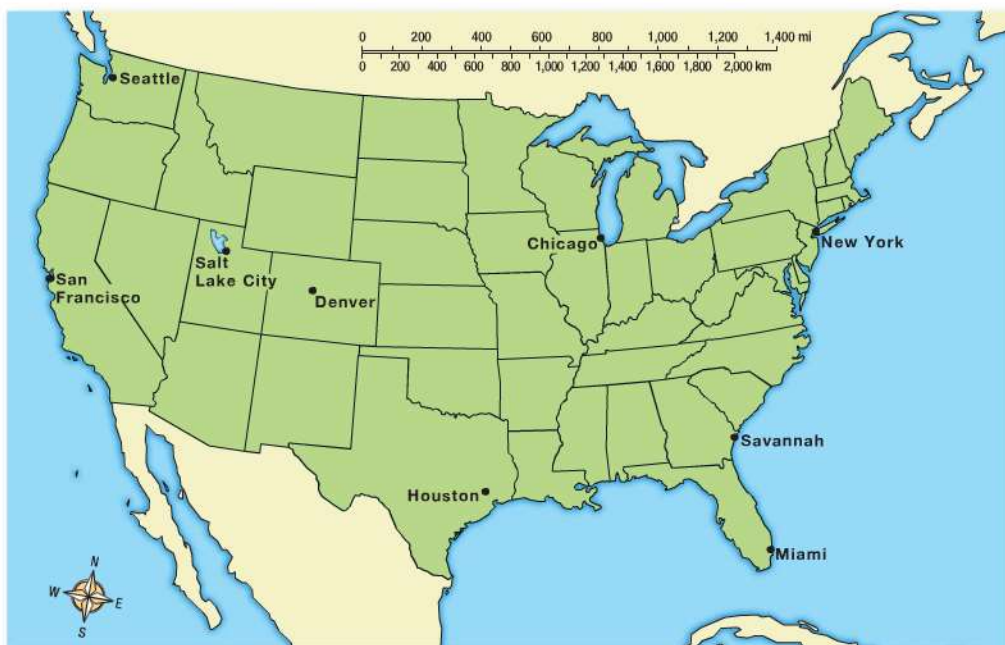 0 200 400 600 800 1,000 1,200 1,400 mi
0 200 400 600 800 1,000 1,200 1,400 1,600 1,800 2,000 km
Seattle
Chicago
New York
Salt
Lake City
San
Francisco
Denver
Savannah
Houston
Miami
N
W
E
S